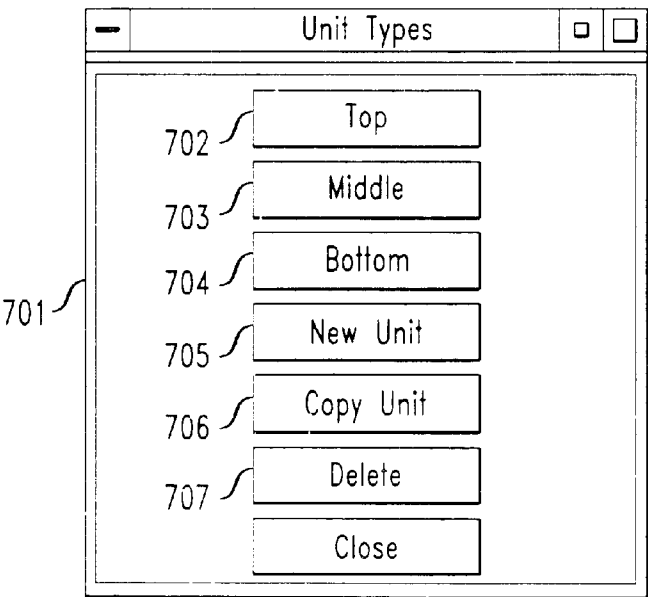 Unit Types
702 Top
703 Middle
704 Bottom
701
705 New Unit
706 Copy Unit
707 Delete
Close